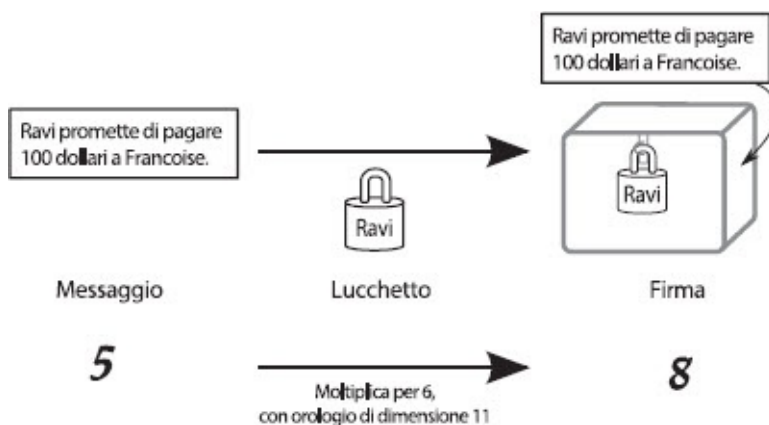 Ravi promette di pagare
100 dollari a Francoise.
Ravi promette di pagare
100 dollari a Francoise.
Ravi
Ravi
Messaggio
Lucchetto
Firma
5
8
Moltiplica per 6,
con orologio di dimensione 11